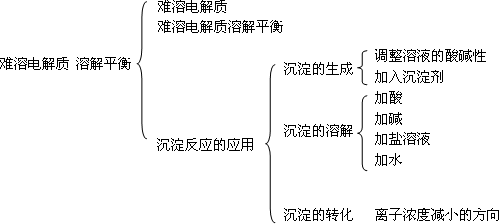 难溶电解质
难溶电解质溶解平衡
难溶电解质 溶解平衡
沉淀反应的应用
沉淀的生成
调整溶液的酸碱性
加入沉淀剂
沉淀的溶解
加酸
加碱
加盐溶液
加水
沉淀的转化 离子浓度减小的方向